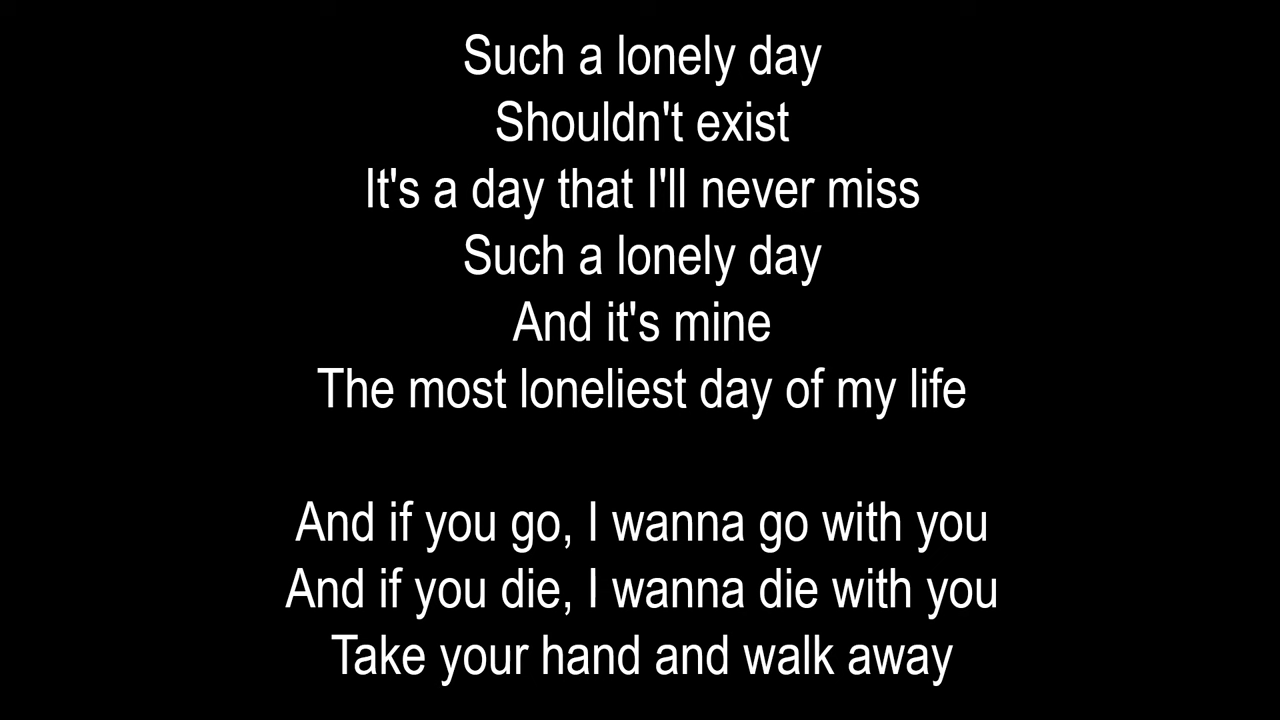 Such a lonely day
Shouldn't exist
It's a day that I'll never miss
Such a lonely day
And it's mine
The most loneliest day of my life
And if you go, I wanna go with you
And if you die, I wanna die with you
Take your hand and walk away